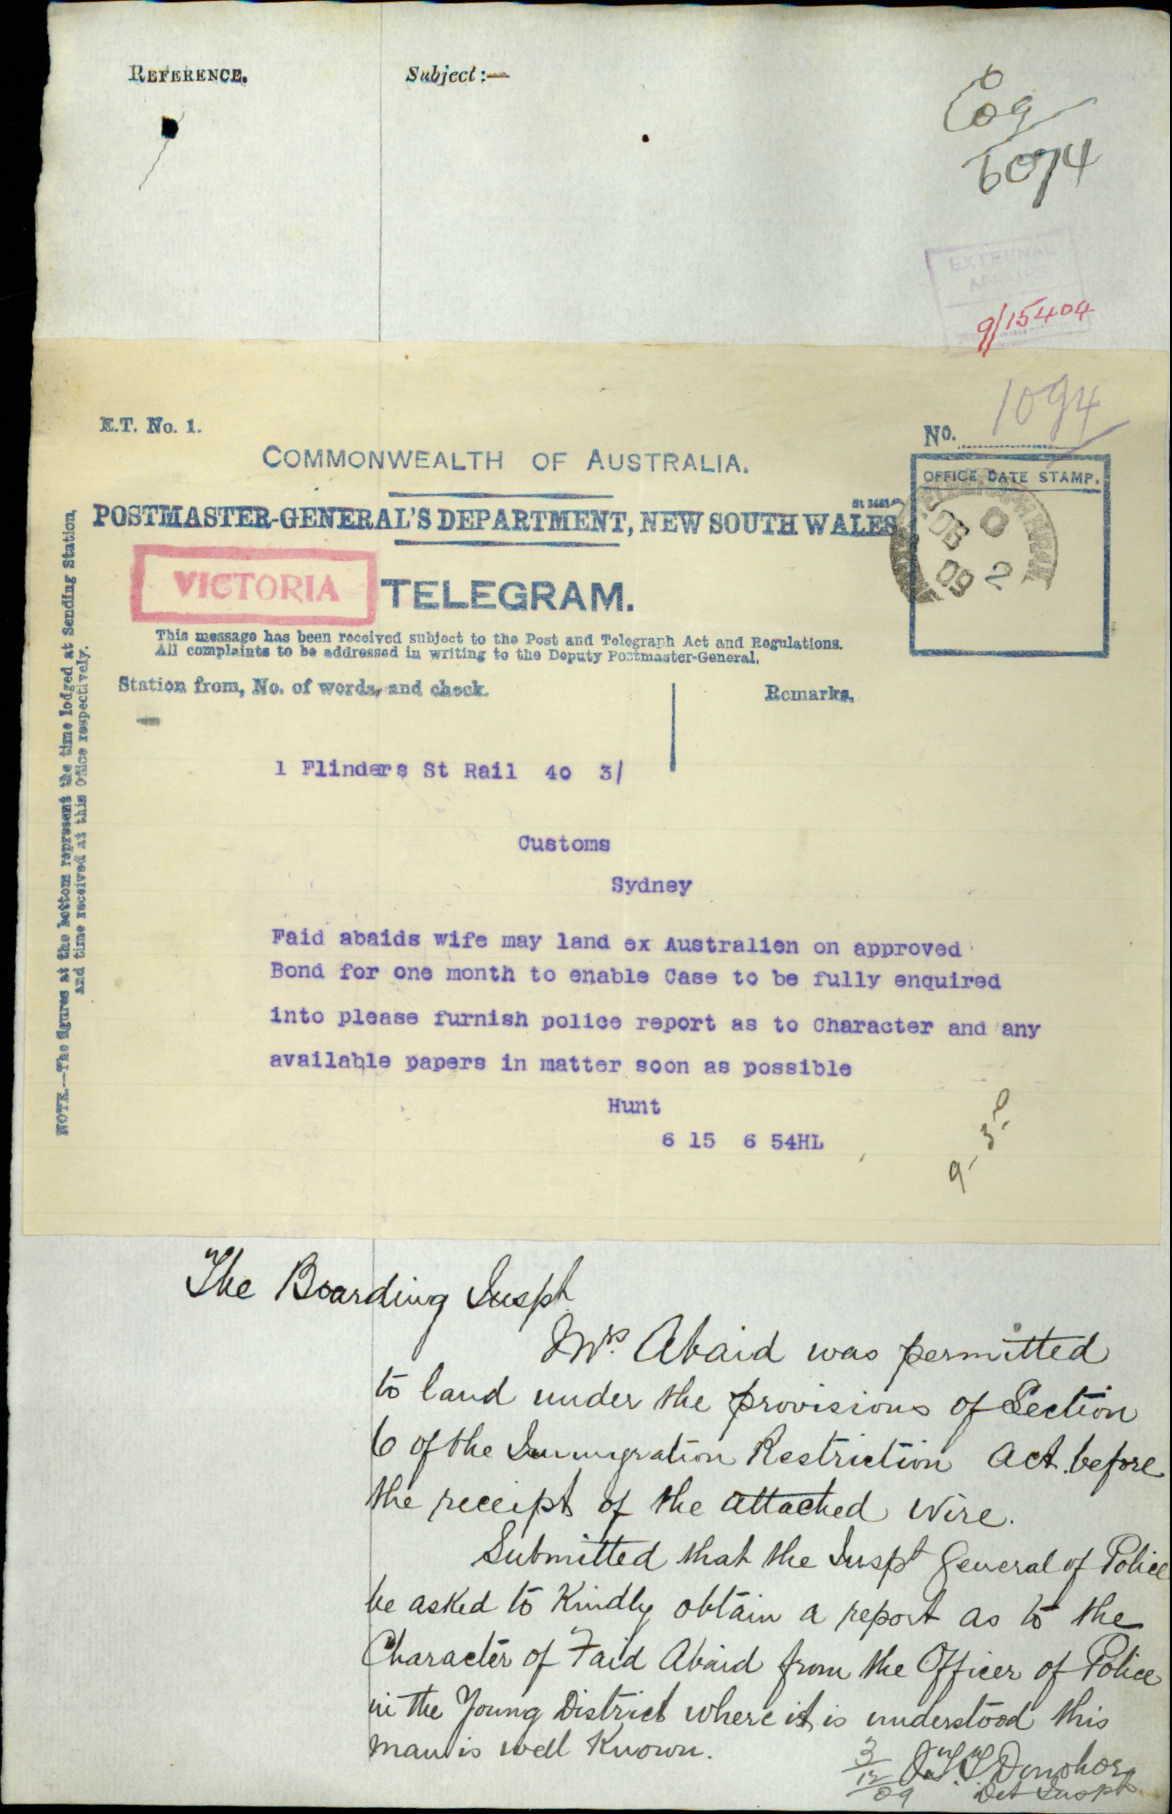 REFERENCE.
Subject:—
C09
6074
EXTERNAL
9/15404
E.T. No. 1.
No. 1094
COMMONWEALTH OF AUSTRALIA.
OFFICE DATE STAMP.
POSTMASTER-GENERAL'S DEPARTMENT, NEW SOUTH WALES
VICTORIA
TELEGRAM.
This message has been received subject to the Post and Telegraph Act and Regulations.
All complaints to be addressed in writing to the Deputy Postmaster-General.
Station from, No. of words, and check.
Remarks.
NOTE.—The figures at the bottom represent the time lodged at Sending Station,
and time received at this Office respectively.
1 Flinders St Rail 40 3/
Customs
Sydney
Faid abaids wife may land ex Australien on approved
Bond for one month to enable Case to be fully enquired
into please furnish police report as to Character and any
available papers in matter soon as possible
Hunt
6 15 6 54HL
The Boarding Inspt
Mrs. Abaid was permitted
to land under the provisions of Section
6 of the Immigration Restriction Act before
the receipt of the attached wire.
Submitted that the Inspt General of Police
be asked to Kindly obtain a report as to the
Character of Faid Abaid from the Officer of Police
in the Young District where it is understood this
man is well Known.
3/12/09 J.T.T. Donohoe
Det Inspt